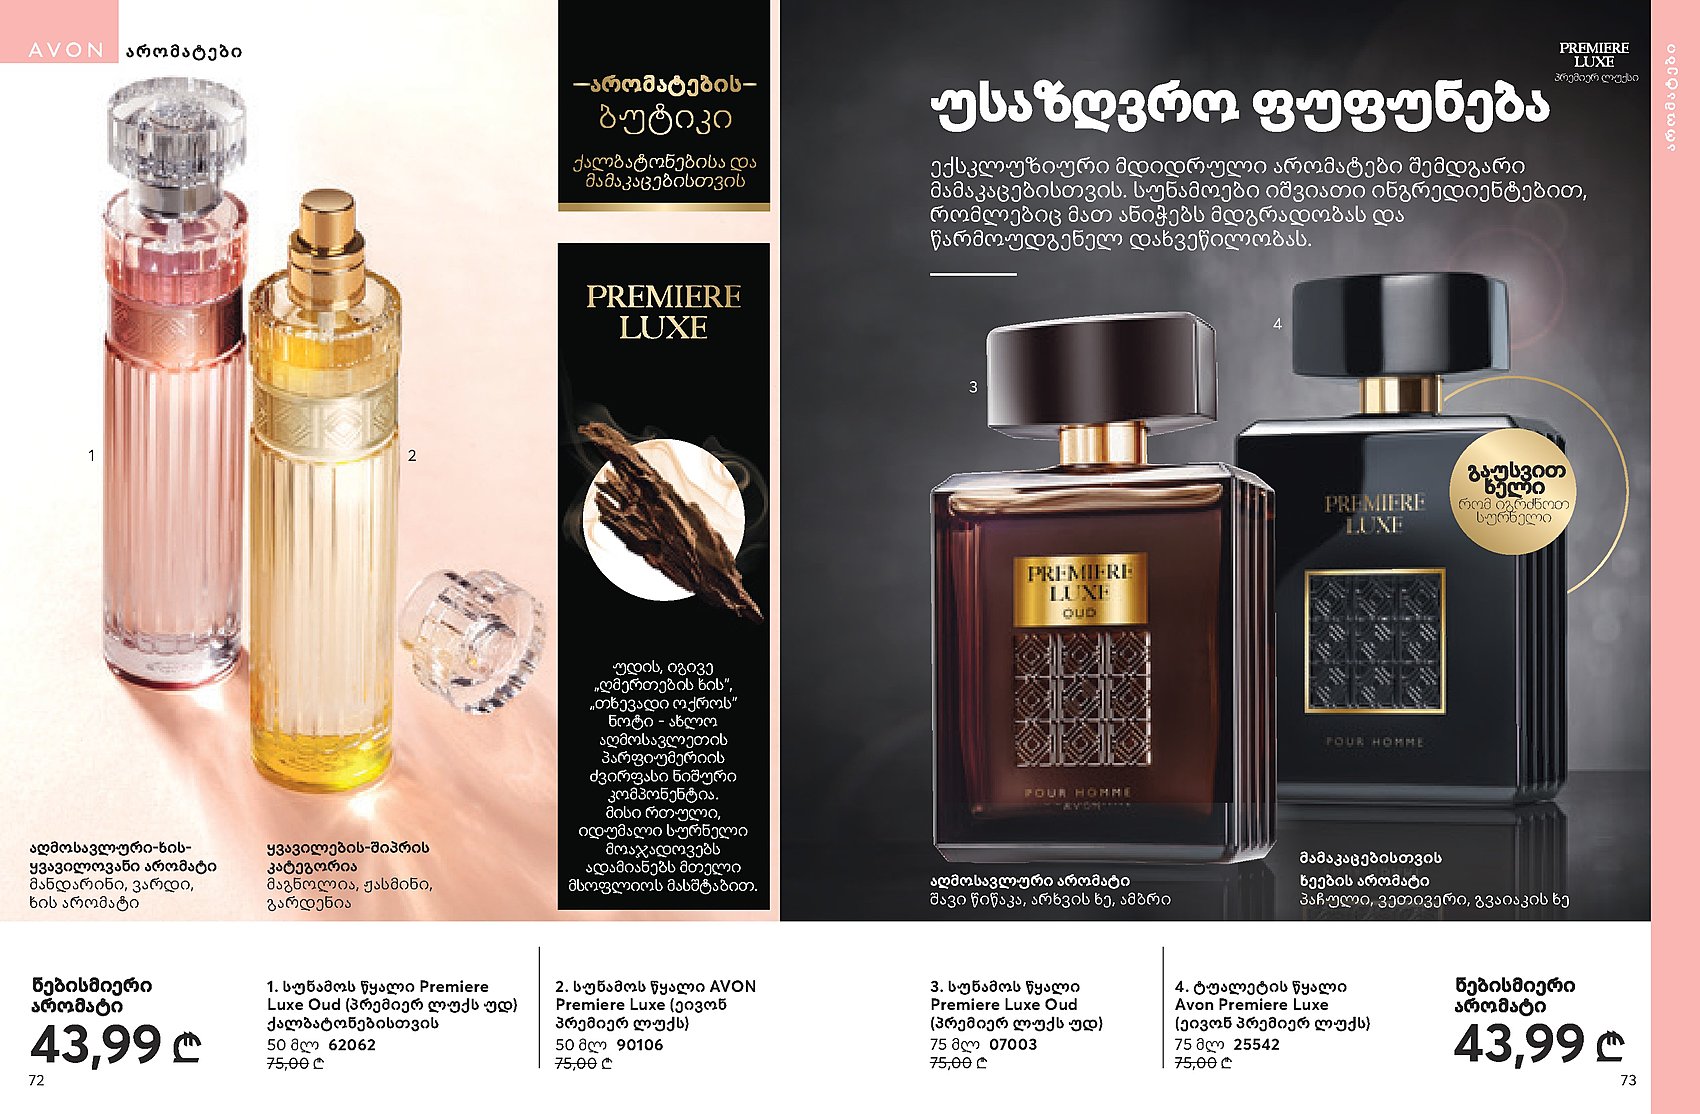 AVON არომატები
1
2
აღმოსავლური-ხის-
ყვავილოვანი არომატი
მანდარინი, ვარდი,
ხის არომატი
ყვავილების-შიპრის
კატეგორია
მაგნოლია, ჟასმინი,
გარდენია
არომატების
ბუტიკი
ქალბატონებისა და
მამაკაცებისთვის
PREMIERE
LUXE
უდის, იგივე
„ღმერთების ხის“,
„თხევადი ოქროს“
ნოტი - ახლო
აღმოსავლეთის
პარფიუმერიის
ძვირფასი ნიშური
კომპონენტია.
მისი რთული,
იდუმალი სურნელი
მოაჯადოვებს
ადამიანებს მთელი
მსოფლიოს მასშტაბით.
ნებისმიერი
არომატი
43,99 ₾
72
1. სუნამოს წყალი Premiere
Luxe Oud (პრემიერ ლუქს უდ)
ქალბატონებისთვის
50 მლ 62062
75,00 ₾
2. სუნამოს წყალი AVON
Premiere Luxe (ეივონ
პრემიერ ლუქს)
50 მლ 90106
75,00 ₾
PREMIERE
LUXE
პრემიერ ლუქსი
არომატები
უსაზღვრო ფუფუნება
ექსკლუზიური მდიდრული არომატები შემდგარი
მამაკაცებისთვის. სუნამოები იშვიათი ინგრედიენტებით,
რომლებიც მათ ანიჭებს მდგრადობას და
წარმოუდგენელ დახვეწილობას.
3
4
PREMIERE
LUXE
OUD
POUR HOMME
AVON
PREMIERE
LUXE
POUR HOMME
გაუსვით
ხელი
რომ იგრძნოთ
სურნელი
აღმოსავლური არომატი
შავი წიწაკა, არხვის ხე, ამბრი
მამაკაცებისთვის
ხეების არომატი
პაჩული, ვეთივერი, გვაიაკის ხე
3. სუნამოს წყალი
Premiere Luxe Oud
(პრემიერ ლუქს უდ)
75 მლ 07003
75,00 ₾
4. ტუალეტის წყალი
Avon Premiere Luxe
(ეივონ პრემიერ ლუქს)
75 მლ 25542
75,00 ₾
ნებისმიერი
არომატი
43,99 ₾
73